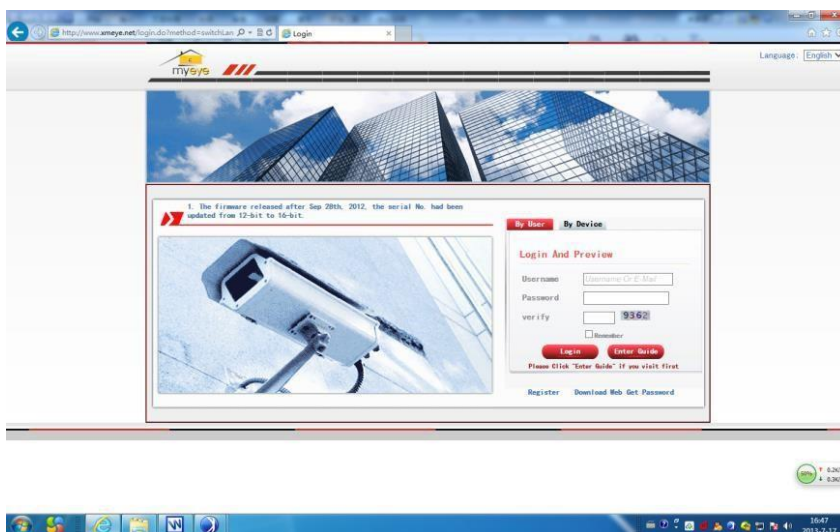 http://www.xmeye.net/login.do?method=switchLan
Login
Language: English
myeye
1. The firmware released after Sep 28th, 2012, the serial No. had been
updated from 12-bit to 16-bit.
By User By Device
Login And Preview
Username Username Or E-Mail
Password
verify 9362
Remember
Login Enter Guide
Please Click "Enter Guide" if you visit first
Register Download Web Get Password
16:47